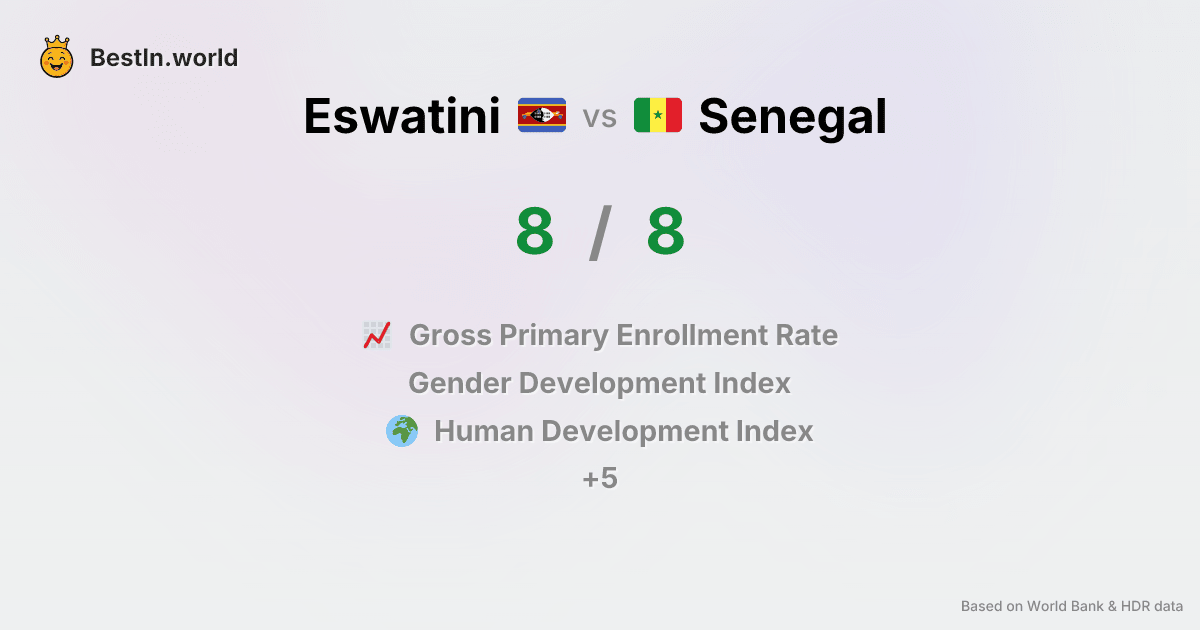 BestIn.world
Eswatini vs Senegal
8 / 8
Gross Primary Enrollment Rate
Gender Development Index
Human Development Index
+5
Based on World Bank & HDR data